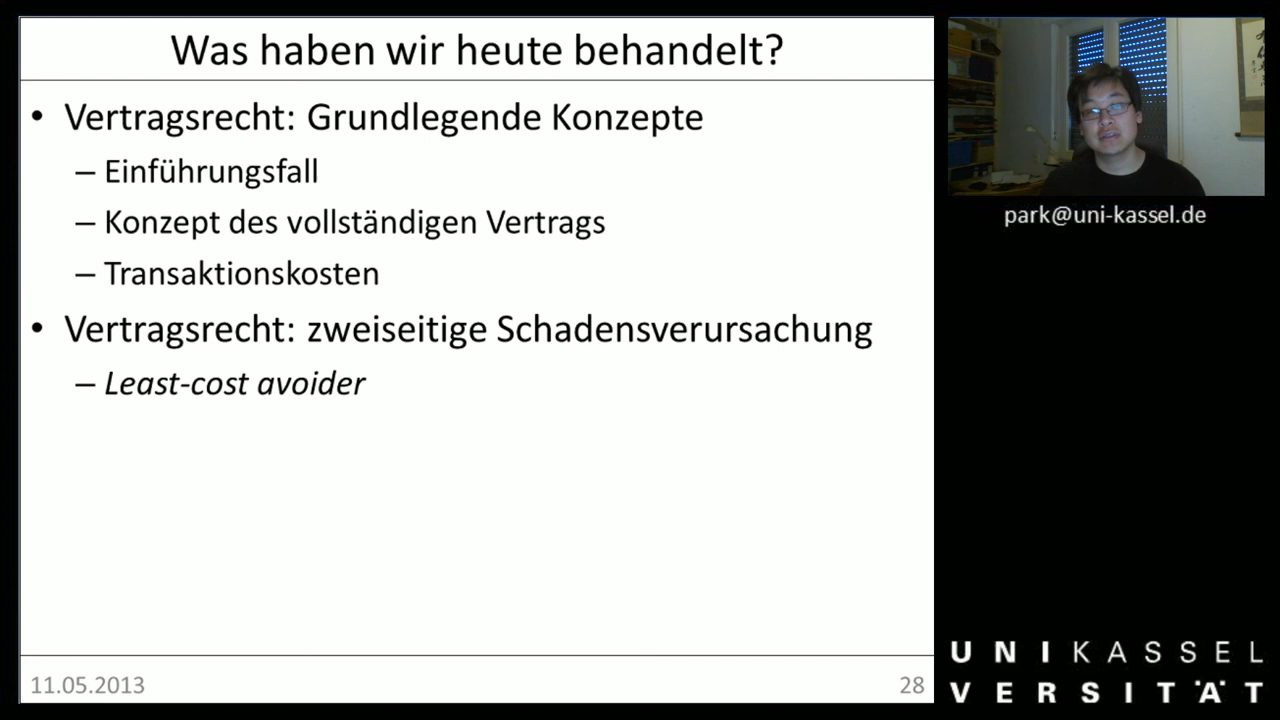 Was haben wir heute behandelt?
• Vertragsrecht: Grundlegende Konzepte
– Einführungsfall
– Konzept des vollständigen Vertrags
– Transaktionskosten
• Vertragsrecht: zweiseitige Schadensverursachung
– Least-cost avoider
11.05.2013
28
park@uni-kassel.de
UNIKASSEL
VERSITÄT